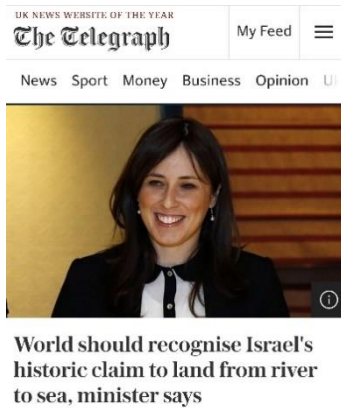 UK NEWS WEBSITE OF THE YEAR
The Telegraph
My Feed
News Sport Money Business Opinion U
World should recognise Israel's
historic claim to land from river
to sea, minister says